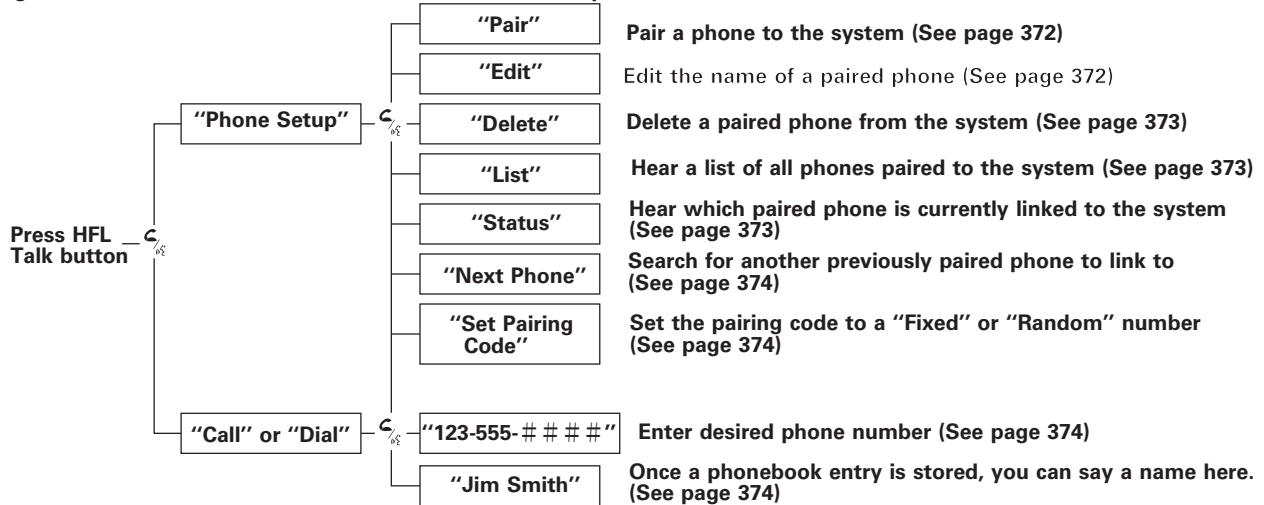 "Pair"
Pair a phone to the system (See page 372)
"Edit"
Edit the name of a paired phone (See page 372)
"Phone Setup"
"Delete"
Delete a paired phone from the system (See page 373)
"List"
Hear a list of all phones paired to the system (See page 373)
Press HFL
Talk button
"Status"
Hear which paired phone is currently linked to the system
(See page 373)
"Next Phone"
Search for another previously paired phone to link to
(See page 374)
"Set Pairing
Code"
Set the pairing code to a "Fixed" or "Random" number
(See page 374)
"Call" or "Dial"
"123-555-####"
Enter desired phone number (See page 374)
"Jim Smith"
Once a phonebook entry is stored, you can say a name here.
(See page 374)